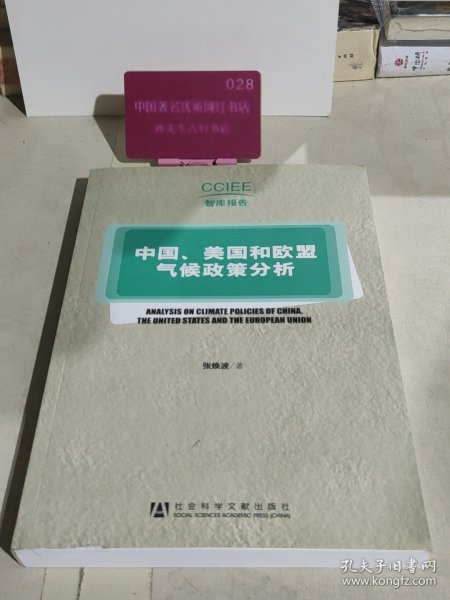 028
中国著名优质网红书店
孙先生古旧书店
CCIEE
智库报告
中国、美国和欧盟
气候政策分析
ANALYSIS ON CLIMATE POLICIES OF CHINA,
THE UNITED STATES AND THE EUROPEAN UNION
张焕波／著
社会科学文献出版社
SOCIAL SCIENCES ACADEMIC PRESS (CHINA)
孔夫子旧书网
www.kongfz.com